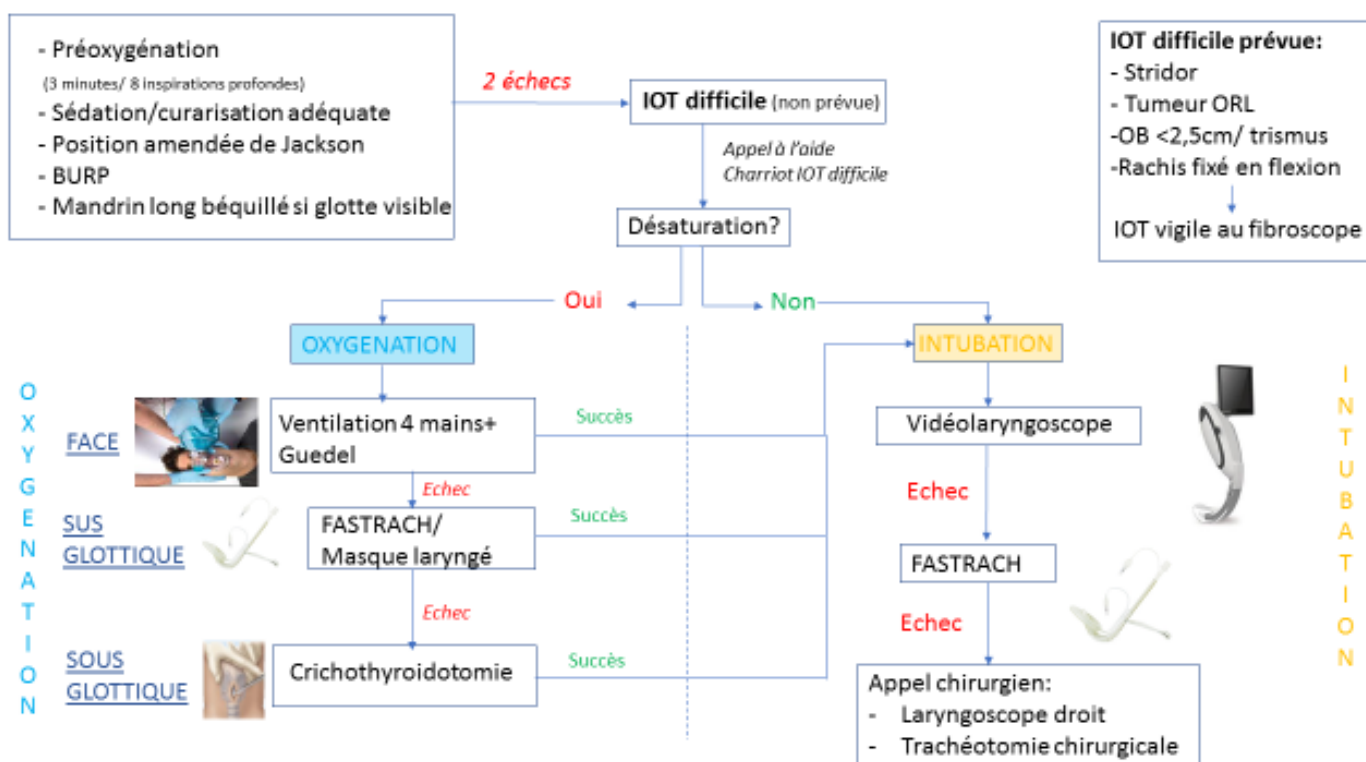 - Préoxygénation
(3 minutes/ 8 inspirations profondes)
- Sédation/curarisation adéquate
- Position amendée de Jackson
- BURP
- Mandrin long béquillé si glotte visible
2 échecs
IOT difficile (non prévue)
Appel à l'aide
Charriot IOT difficile
Désaturation?
IOT difficile prévue:
- Stridor
- Tumeur ORL
-OB <2,5cm/ trismus
-Rachis fixé en flexion
IOT vigile au fibroscope
Oui
Non
OXYGENATION
INTUBATION
OXYGENATION
FACE
Ventilation 4 mains+
Guedel
Succès
Echec
SUS
GLOTTIQUE
FASTRACH/
Masque laryngé
Succès
Echec
SOUS
GLOTTIQUE
Crichothyroidotomie
Succès
Vidéolaryngoscope
Echec
FASTRACH
Echec
Appel chirurgien:
- Laryngoscope droit
- Trachéotomie chirurgicale
INTUBATION